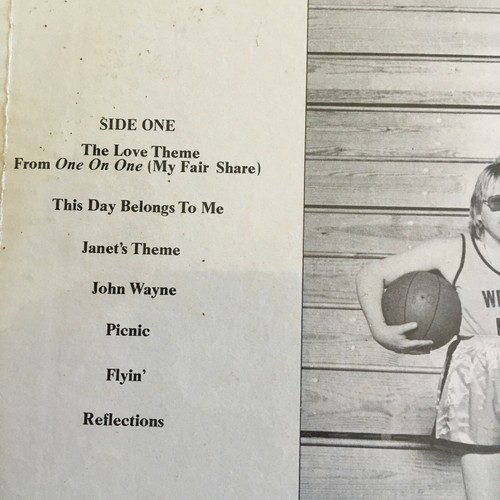 SIDE ONE
The Love Theme
From One On One (My Fair Share)
This Day Belongs To Me
Janet's Theme
John Wayne
Picnic
Flyin'
Reflections